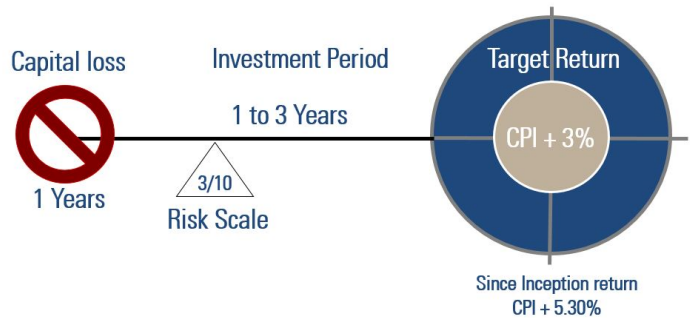 Capital loss
1 Years
Investment Period
1 to 3 Years
3/10
Risk Scale
Target Return
CPI + 3%
Since Inception return
CPI + 5.30%